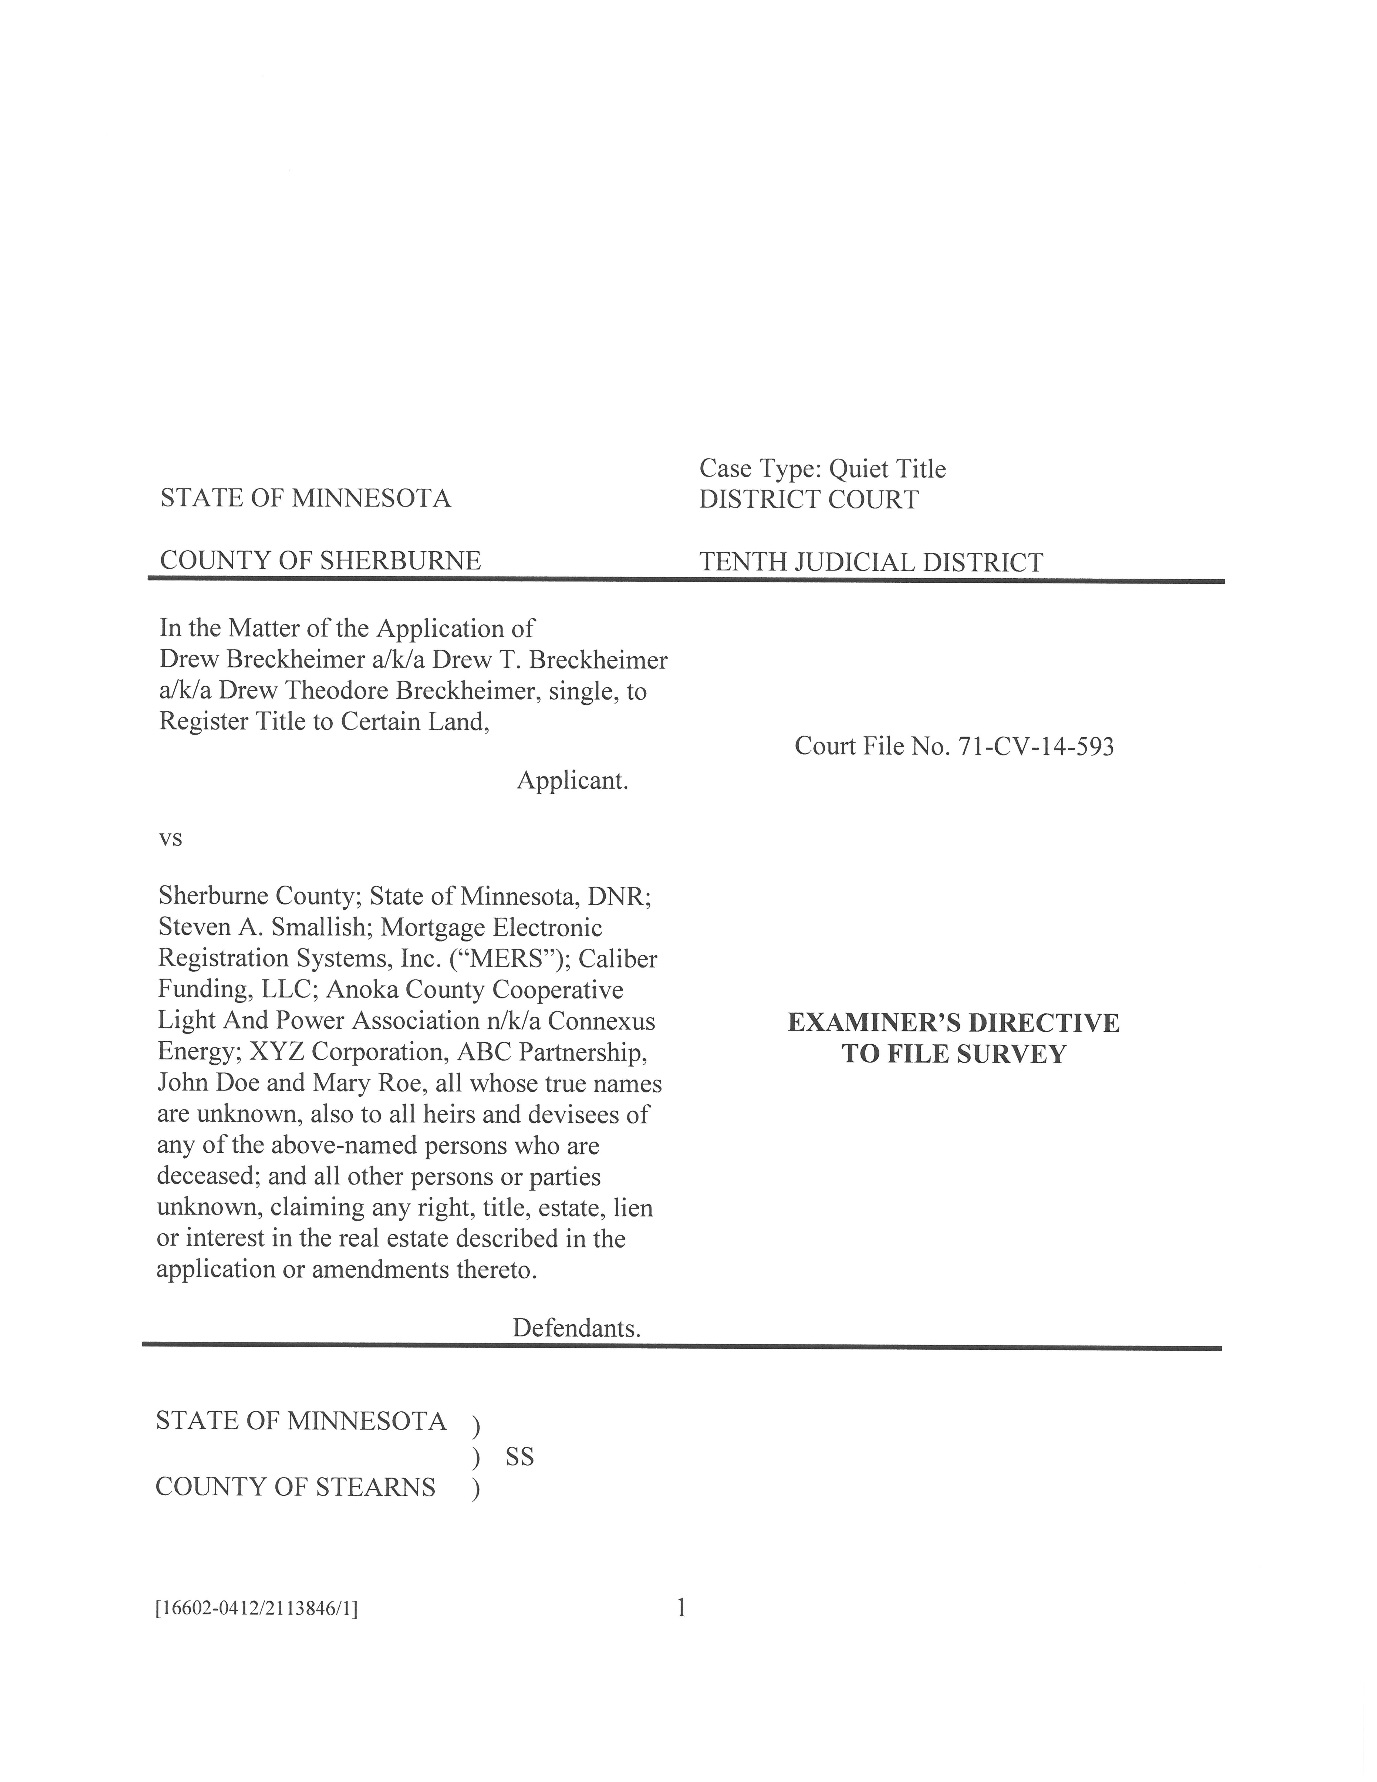 Case Type: Quiet Title
STATE OF MINNESOTA DISTRICT COURT
COUNTY OF SHERBURNE TENTH JUDICIAL DISTRICT
In the Matter of the Application of
Drew Breckheimer a/k/a Drew T. Breckheimer
a/k/a Drew Theodore Breckheimer, single, to
Register Title to Certain Land,
Court File No. 71-CV-14-593
Applicant.
vs
Sherburne County; State of Minnesota, DNR;
Steven A. Smallish; Mortgage Electronic
Registration Systems, Inc. (“MERS”); Caliber
Funding, LLC; Anoka County Cooperative
Light And Power Association n/k/a Connexus
Energy; XYZ Corporation, ABC Partnership,
John Doe and Mary Roe, all whose true names
are unknown, also to all heirs and devisees of
any of the above-named persons who are
deceased; and all other persons or parties
unknown, claiming any right, title, estate, lien
or interest in the real estate described in the
application or amendments thereto.
EXAMINER’S DIRECTIVE
TO FILE SURVEY
Defendants.
STATE OF MINNESOTA )
) SS
COUNTY OF STEARNS )
[16602-0412/2113846/1] 1